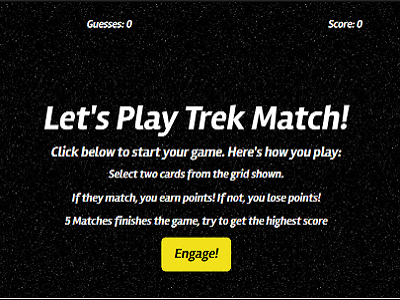 Guesses: 0 Score: 0
Let's Play Trek Match!
Click below to start your game. Here's how you play:
Select two cards from the grid shown.
If they match, you earn points! If not, you lose points!
5 Matches finishes the game, try to get the highest score
Engage!